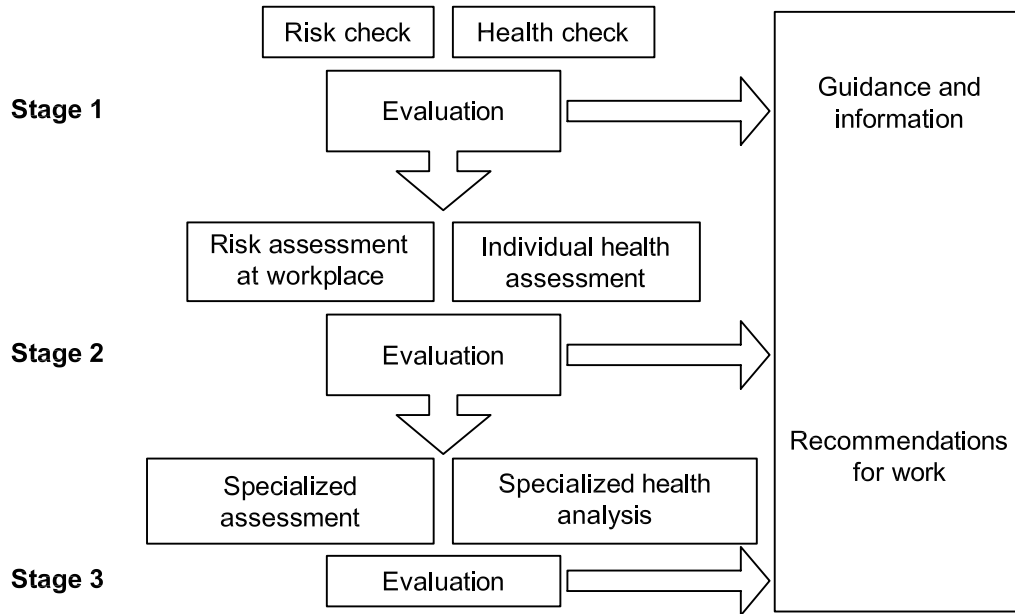 Risk check
Health check
Stage 1
Evaluation
Guidance and
information
Risk assessment
at workplace
Individual health
assessment
Stage 2
Evaluation
Recommendations
for work
Specialized
assessment
Specialized health
analysis
Stage 3
Evaluation